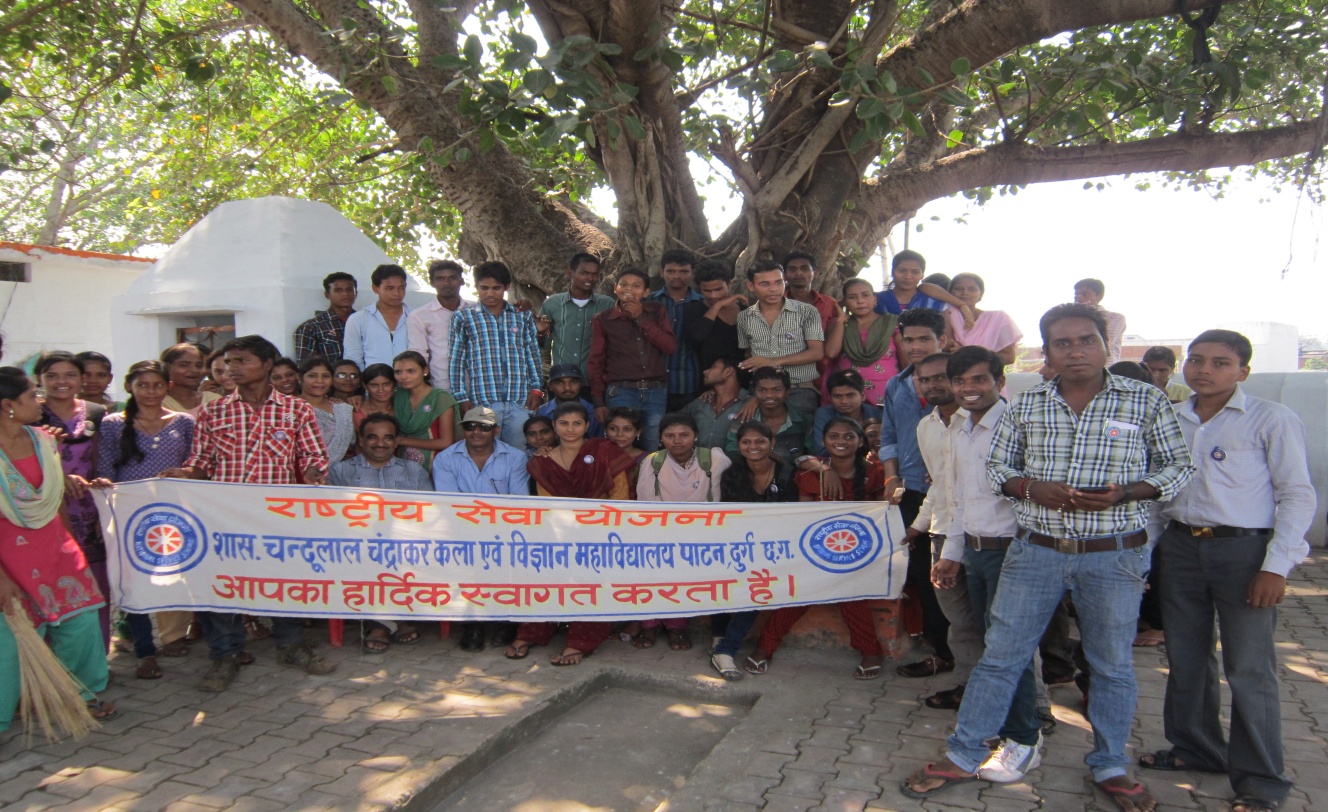 राष्ट्रीय सेवा योजना
शास. चन्दूलाल चंद्राकर कला एवं विज्ञान महाविद्यालय पाटन, दुर्ग छ.ग.
आपका हार्दिक स्वागत करता है।